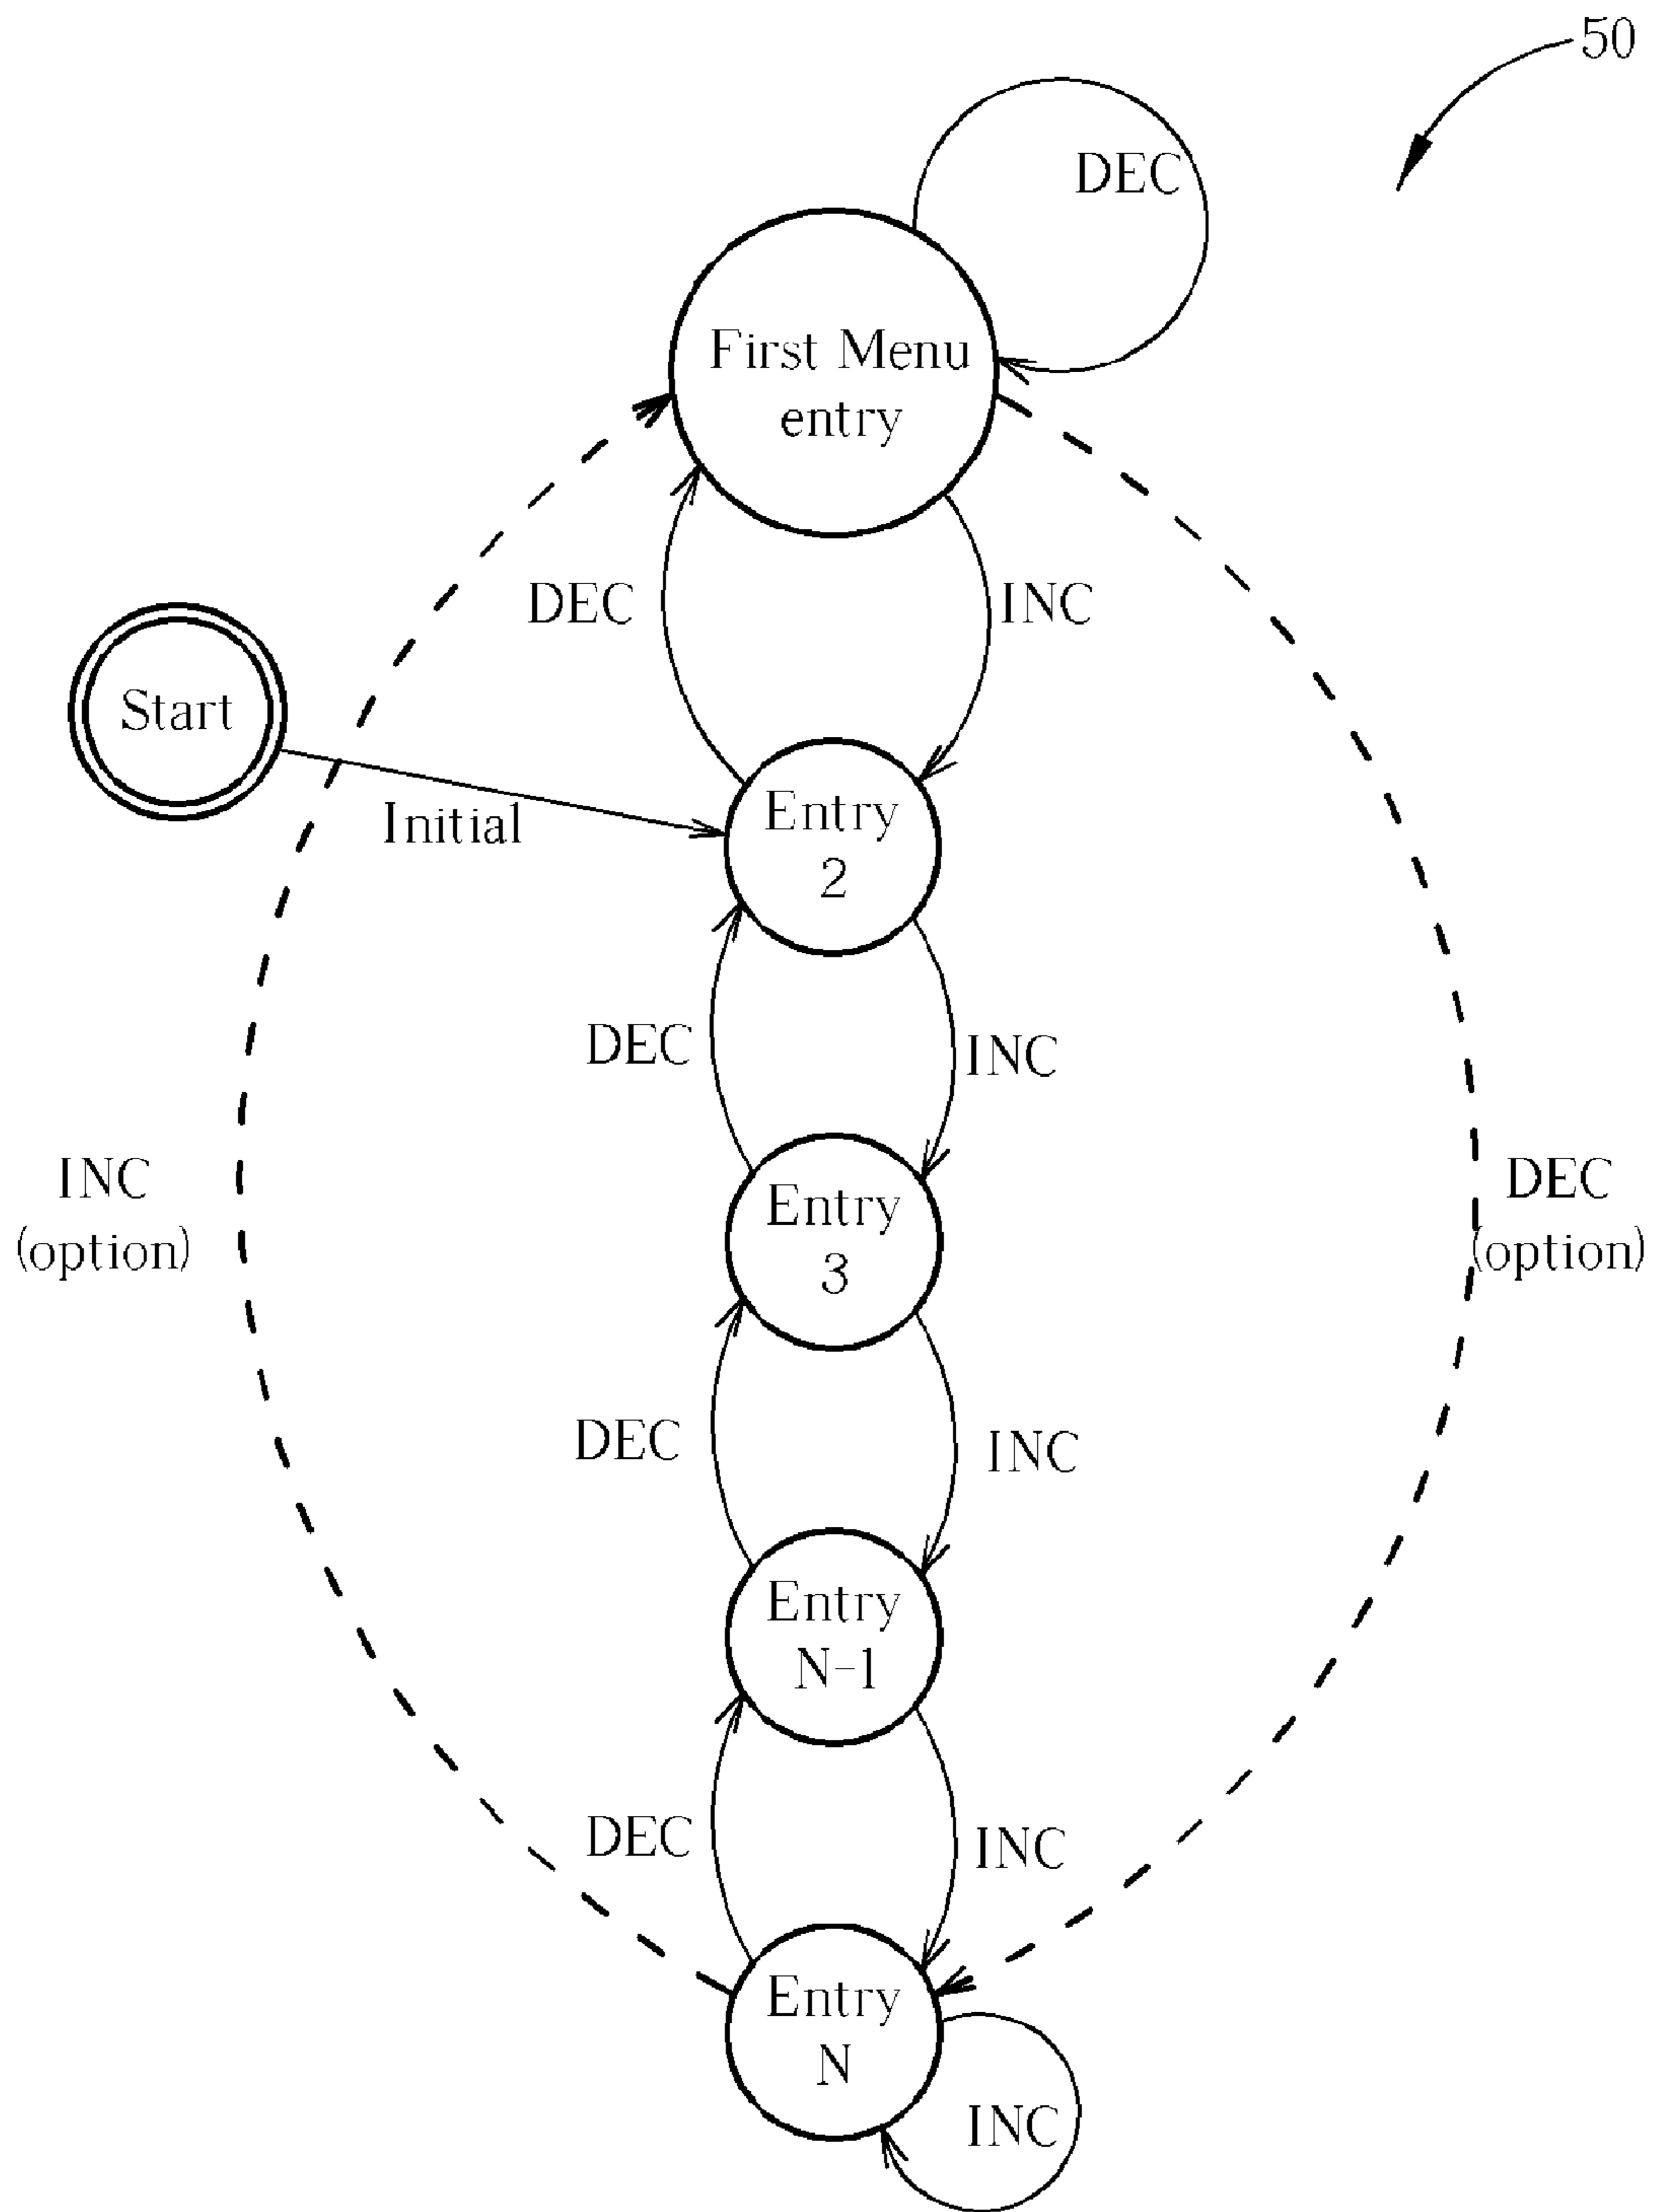 50
DEC
First Menu
entry
DEC
INC
Start
Initial
Entry
2
DEC
INC
INC
(option)
Entry
3
DEC
(option)
DEC
INC
Entry
N-1
DEC
INC
Entry
N
INC